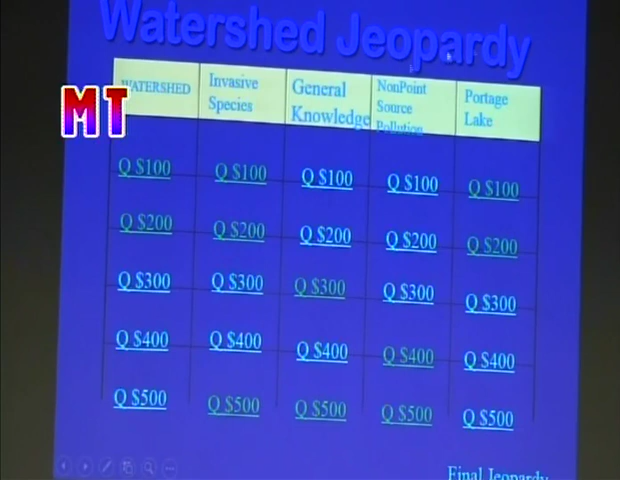 Watershed Jeopardy
WATERSHED
Invasive
Species
General
Knowledge
NonPoint
Source
Pollution
Portage
Lake
MT
Q $100 Q $100 Q $100 Q $100 Q $100
Q $200 Q $200 Q $200 Q $200 Q $200
Q $300 Q $300 Q $300 Q $300 Q $300
Q $400 Q $400 Q $400 Q $400 Q $400
Q $500 Q $500 Q $500 Q $500 Q $500
Final Jeopardy